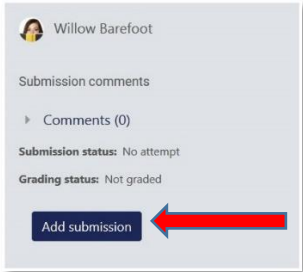 Willow Barefoot
Submission comments
Comments (0)
Submission status: No attempt
Grading status: Not graded
Add submission